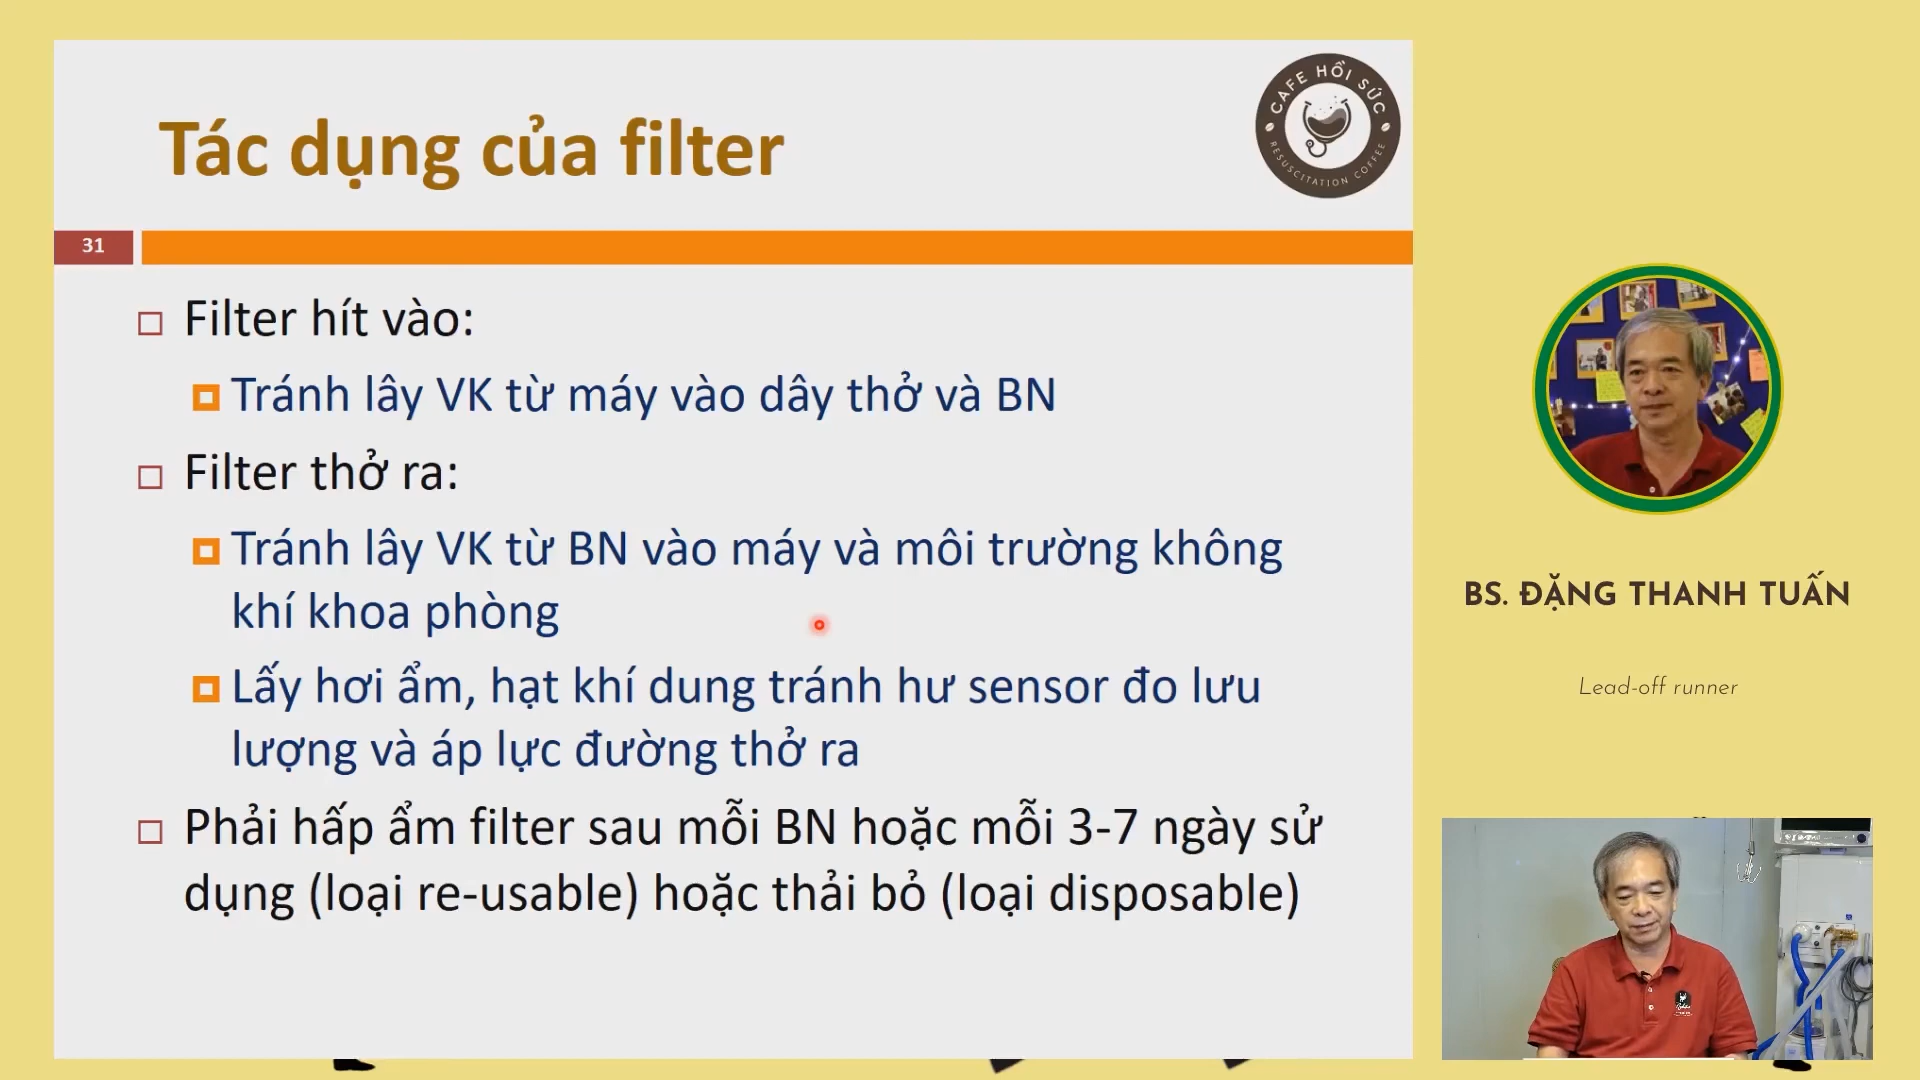 Tác dụng của filter
CAFE HỒI SỨC
RESUSCITATION COFFEE
31
Filter hít vào:
Tránh lây VK từ máy vào dây thở và BN
Filter thở ra:
Tránh lây VK từ BN vào máy và môi trường không
khí khoa phòng
Lấy hơi ẩm, hạt khí dung tránh hư sensor đo lưu
lượng và áp lực đường thở ra
Phải hấp ẩm filter sau mỗi BN hoặc mỗi 3-7 ngày sử
dụng (loại re-usable) hoặc thải bỏ (loại disposable)
BS. ĐẶNG THANH TUẤN
Lead-off runner